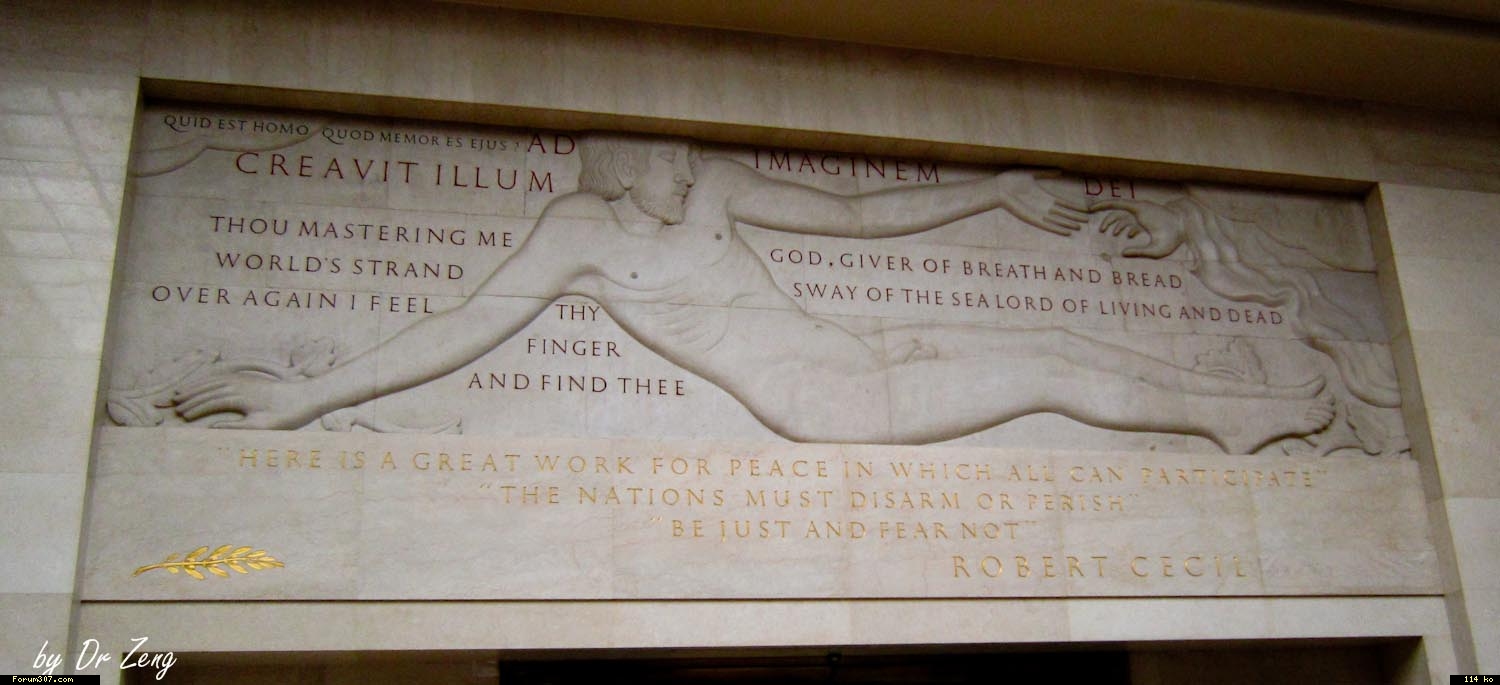 QUID EST HOMO QUOD MEMOR ES EJUS? AD
CREAVIT ILLUM
IMAGINEM
DEI
THOU MASTERING ME
WORLD'S STRAND
OVER AGAIN I FEEL
THY
FINGER
AND FIND THEE
GOD, GIVER OF BREATH AND BREAD
SWAY OF THE SEA LORD OF LIVING AND DEAD
"HERE IS A GREAT WORK FOR PEACE IN WHICH ALL CAN PARTICIPATE"
"THE NATIONS MUST DISARM OR PERISH"
"BE JUST AND FEAR NOT"
ROBERT CECIL
by Dr Zeng
Forum307.com
114 ko